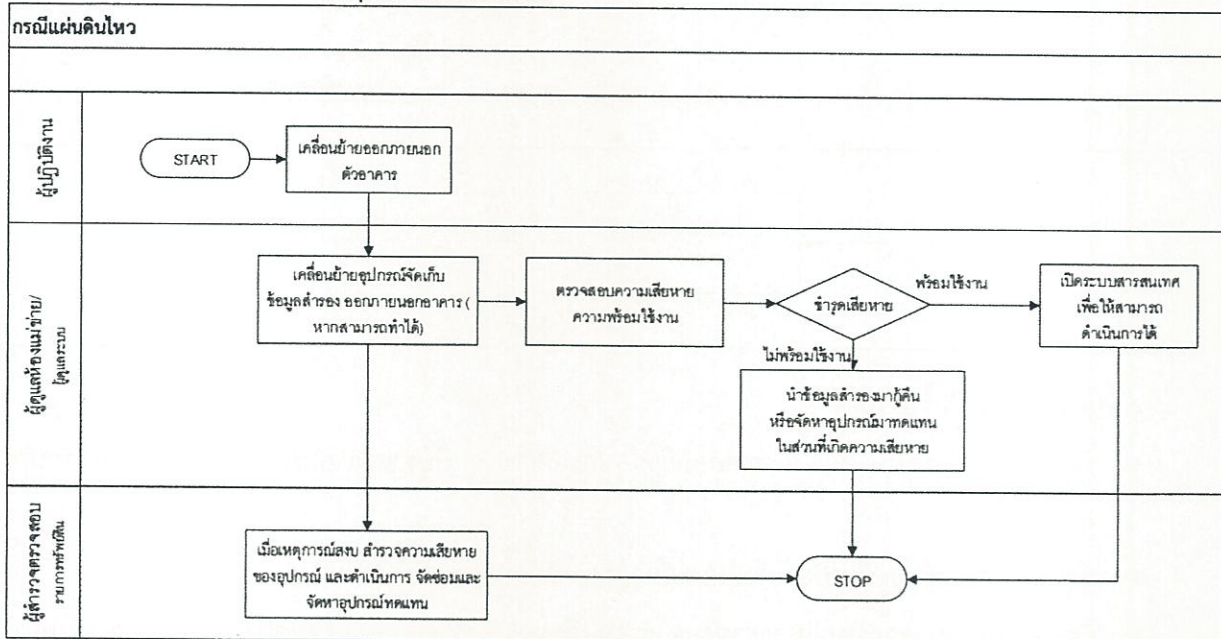 กรณีแผ่นดินไหว
ผู้ปฏิบัติงาน
START
เคลื่อนย้ายออกภายนอก
ตัวอาคาร
ผู้ดูแลห้องแม่ข่าย/
ผู้ดูแลระบบ
เคลื่อนย้ายอุปกรณ์จัดเก็บ
ข้อมูลสำรอง ออกภายนอกอาคาร (
หากสามารถทำได้)
ตรวจสอบความเสียหาย
ความพร้อมใช้งาน
ชำรุดเสียหาย
พร้อมใช้งาน
เปิดระบบสารสนเทศ
เพื่อให้สามารถ
ดำเนินการได้
ไม่พร้อมใช้งาน
นำข้อมูลสำรองมากู้คืน
หรือจัดหาอุปกรณ์มาทดแทน
ในส่วนที่เกิดความเสียหาย
ผู้สำรวจตรวจสอบ
รายการทรัพย์สิน
เมื่อเหตุการณ์สงบ สำรวจความเสียหาย
ของอุปกรณ์ และดำเนินการ จัดซ่อมและ
จัดหาอุปกรณ์ทดแทน
STOP